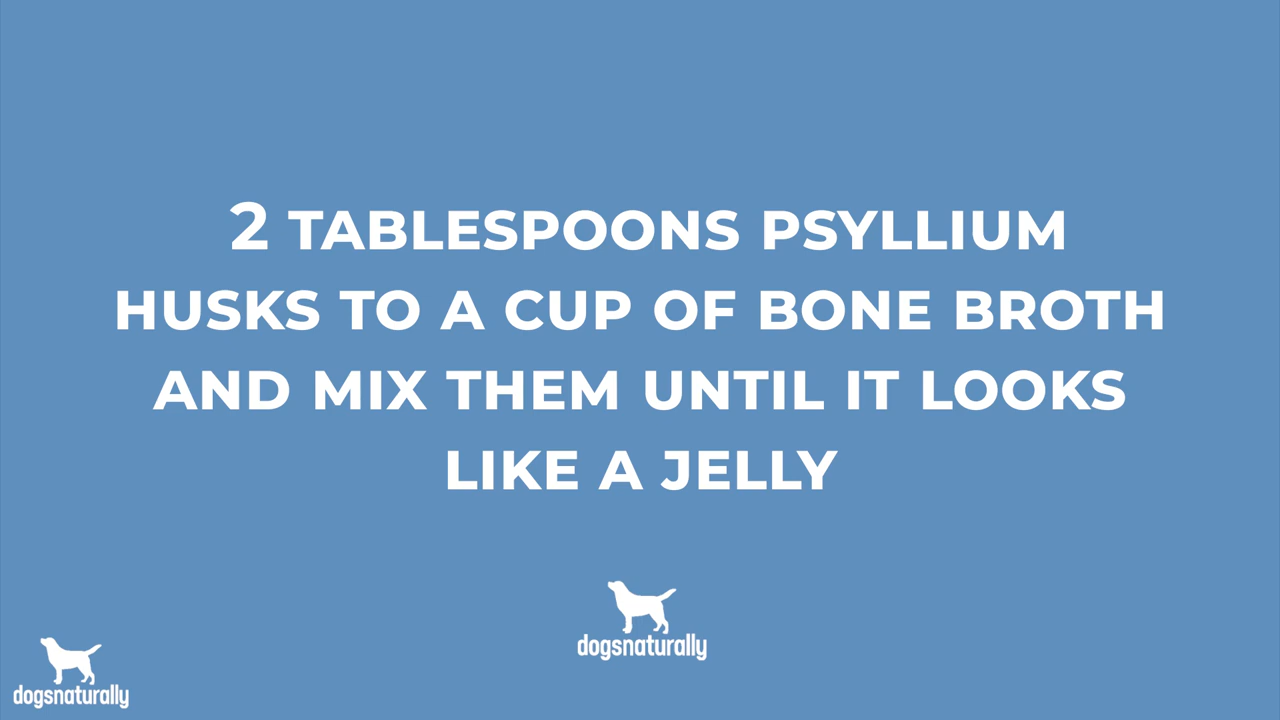 2 TABLESPOONS PSYLLIUM
HUSKS TO A CUP OF BONE BROTH
AND MIX THEM UNTIL IT LOOKS
LIKE A JELLY
dogsnaturally
dogsnaturally